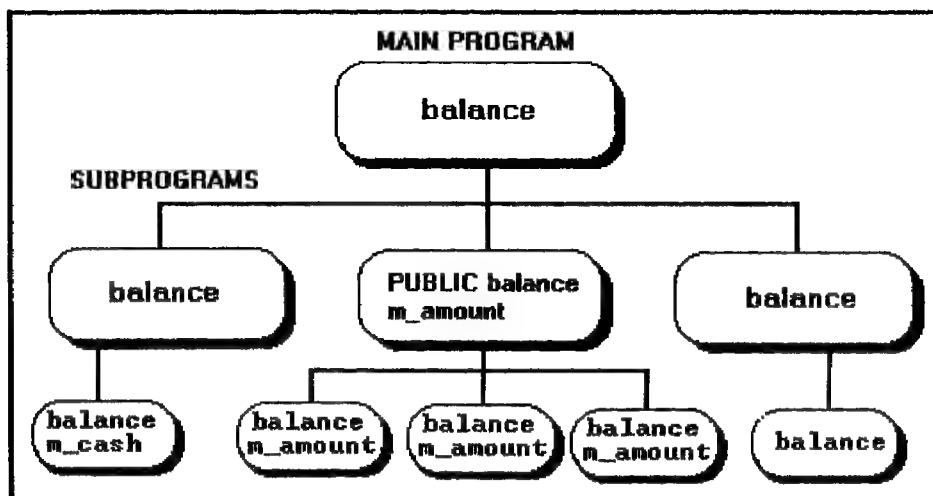 MAIN PROGRAM
balance
SUBPROGRAMS
balance
PUBLIC balance
m_amount
balance
balance
m_cash
balance
m_amount
balance
m_amount
balance
m_amount
balance